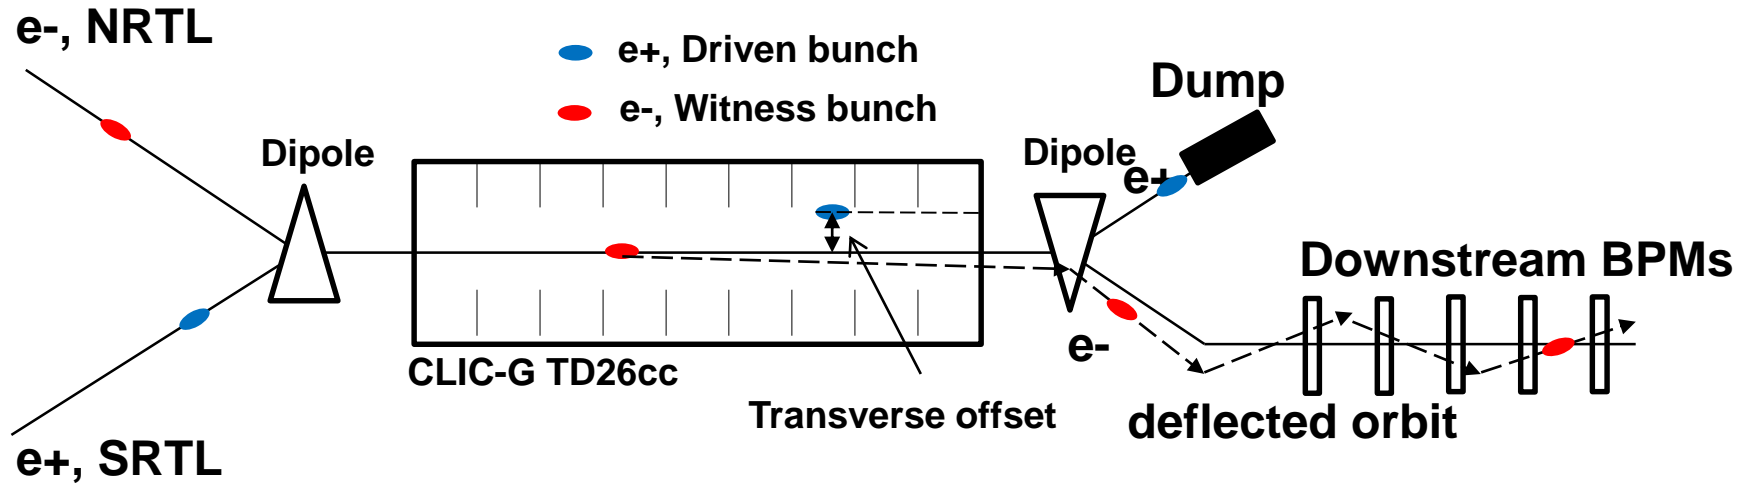 e-, NRTL
e+, Driven bunch
e-, Witness bunch
Dump
Dipole
Dipole
e+
Downstream BPMs
e-
CLIC-G TD26cc
Transverse offset
deflected orbit
e+, SRTL